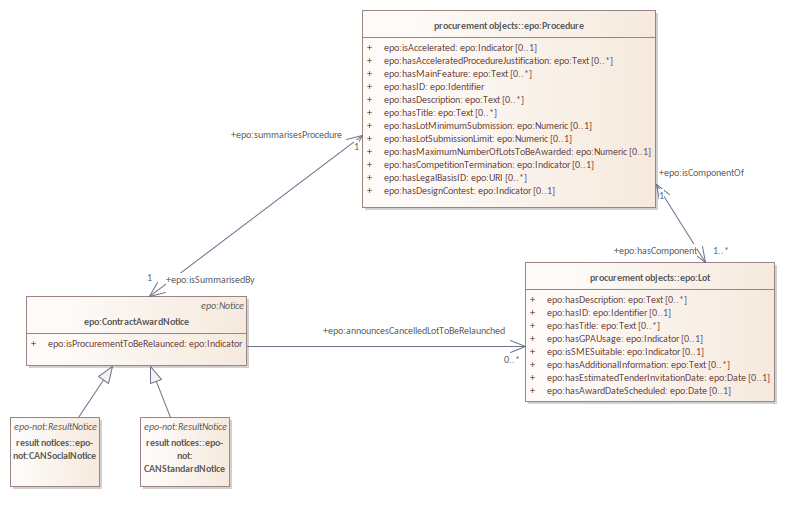 procurement objects::epo:Procedure
+ epo:isAccelerated: epo:Indicator [0..1]
+ epo:hasAcceleratedProcedureJustification: epo:Text [0..*]
+ epo:hasMainFeature: epo:Text [0..*]
+ epo:hasID: epo:Identifier
+ epo:hasDescription: epo:Text [0..*]
+ epo:hasTitle: epo:Text [0..*]
+ epo:hasLotMinimumSubmission: epo:Numeric [0..1]
+ epo:hasLotSubmissionLimit: epo:Numeric [0..1]
+ epo:hasMaximumNumberOfLotsToBeAwarded: epo:Numeric [0..1]
+ epo:hasCompetitionTermination: epo:Indicator [0..1]
+ epo:hasLegalBasisID: epo:URI [0..*]
+ epo:hasDesignContest: epo:Indicator [0..1]
+epo:summarisesProcedure
1
+epo:isComponentOf
1
+epo:hasComponent
1..*
1
+epo:isSummarisedBy
epo:Notice
epo:ContractAwardNotice
+ epo:isProcurementToBeRelaunced: epo:Indicator
+epo:announcesCancelledLotToBeRelaunched
0..*
procurement objects::epo:Lot
+ epo:hasDescription: epo:Text [0..*]
+ epo:hasID: epo:Identifier [0..1]
+ epo:hasTitle: epo:Text [0..*]
+ epo:hasGPAUsage: epo:Indicator [0..1]
+ epo:isSMESuitable: epo:Indicator [0..1]
+ epo:hasAdditionalInformation: epo:Text [0..*]
+ epo:hasEstimatedTenderInvitationDate: epo:Date [0..1]
+ epo:hasAwardDateScheduled: epo:Date [0..1]
epo-not:ResultNotice
result notices::epo-
not:CANSocialNotice
epo-not:ResultNotice
result notices::epo-
not:
CANStandardNotice